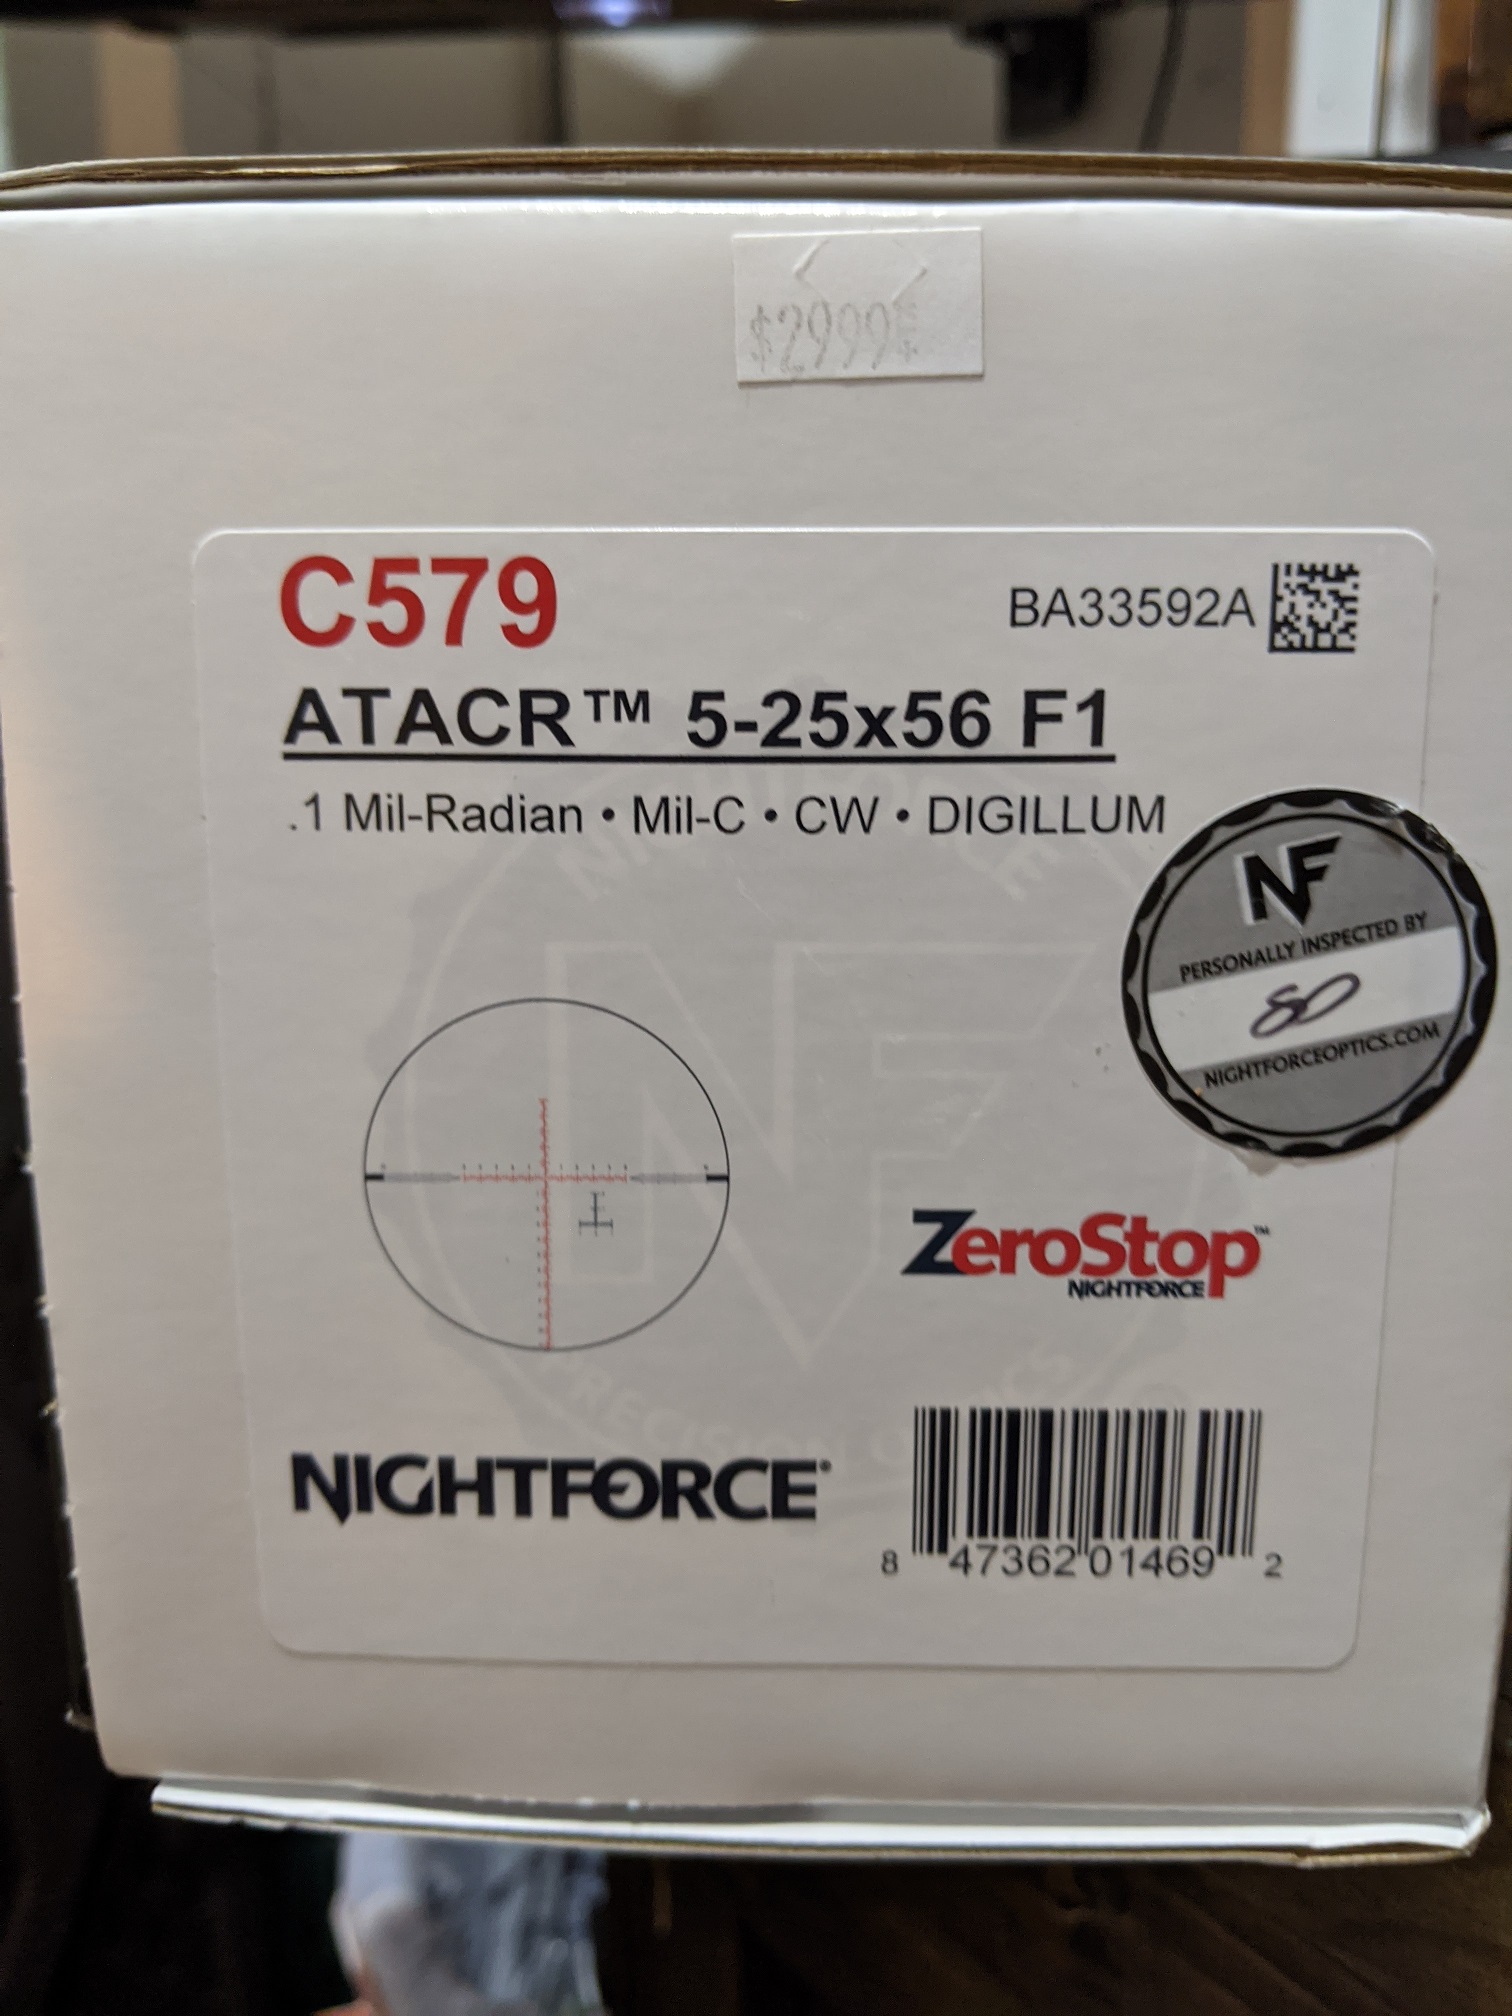 $2999
C579
BA33592A
ATACR™ 5-25x56 F1
.1 Mil-Radian • Mil-C • CW • DIGILLUM
NF
PERSONALLY INSPECTED BY
NIGHTFORCEOPTICS.COM
ZeroStop™
NIGHTFORCE
NIGHTFORCE®
8 47362 01469 2